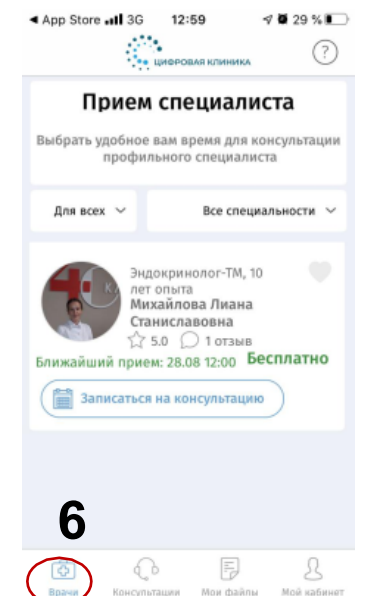 App Store 3G 12:59 29 %
ЦИФРОВАЯ КЛИНИКА ?
Прием специалиста
Выбрать удобное вам время для консультации
профильного специалиста
Для всех Все специальности
Эндокринолог-ТМ, 10
лет опыта
Михайлова Лиана
Станиславовна
5.0 1 отзыв
Ближайший прием: 28.08 12:00 Бесплатно
Записаться на консультацию
6
Врачи Консультации Мои файлы Мой кабинет